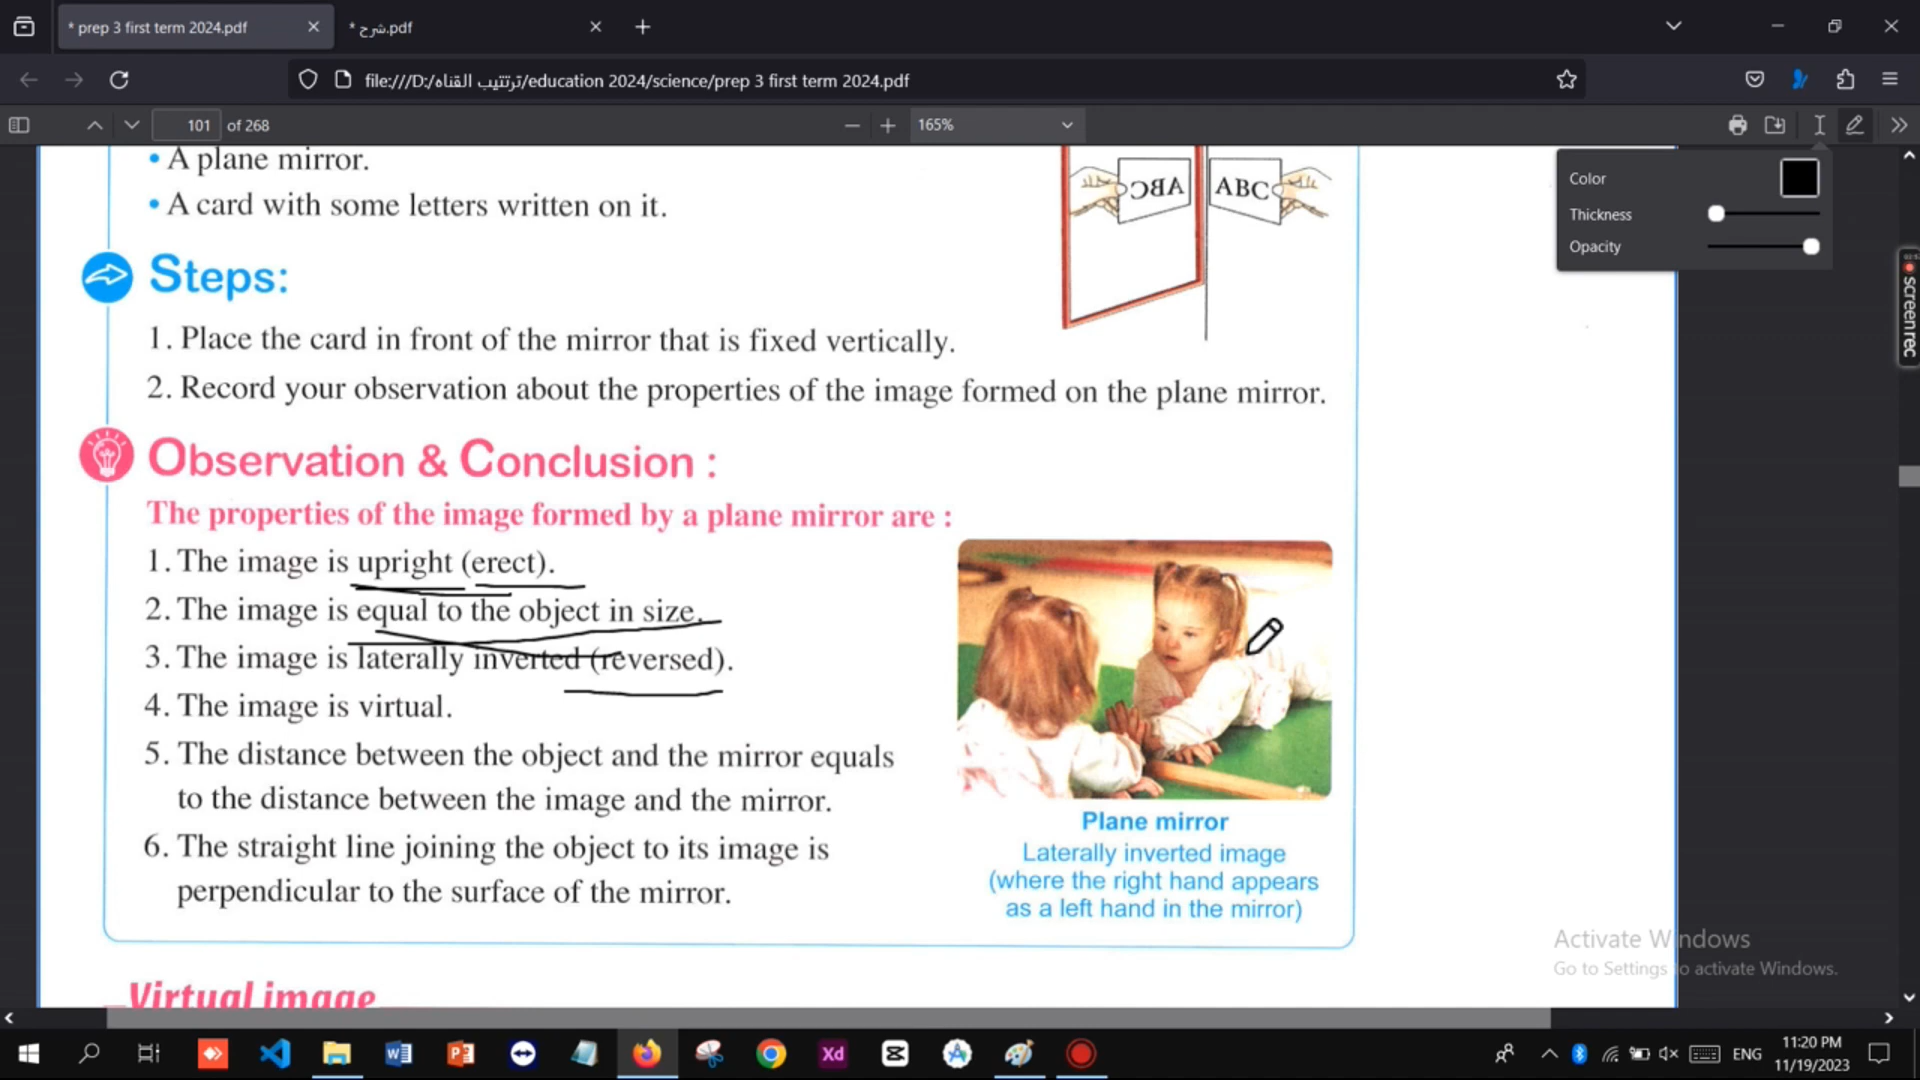 * prep 3 first term 2024.pdf
* شرح.pdf
file:///D:/ترتتيب القناه/education 2024/science/prep 3 first term 2024.pdf
101 of 268
165%
Color
Thickness
Opacity
• A plane mirror.
• A card with some letters written on it.
ABC
ABC
Steps:
1. Place the card in front of the mirror that is fixed vertically.
2. Record your observation about the properties of the image formed on the plane mirror.
Observation & Conclusion :
The properties of the image formed by a plane mirror are :
1. The image is upright (erect).
2. The image is equal to the object in size.
3. The image is laterally inverted (reversed).
4. The image is virtual.
5. The distance between the object and the mirror equals
to the distance between the image and the mirror.
6. The straight line joining the object to its image is
perpendicular to the surface of the mirror.
Plane mirror
Laterally inverted image
(where the right hand appears
as a left hand in the mirror)
Virtual image
screenrec
Activate Windows
Go to Settings to activate Windows.
Xd
ENG
11:20 PM
11/19/2023